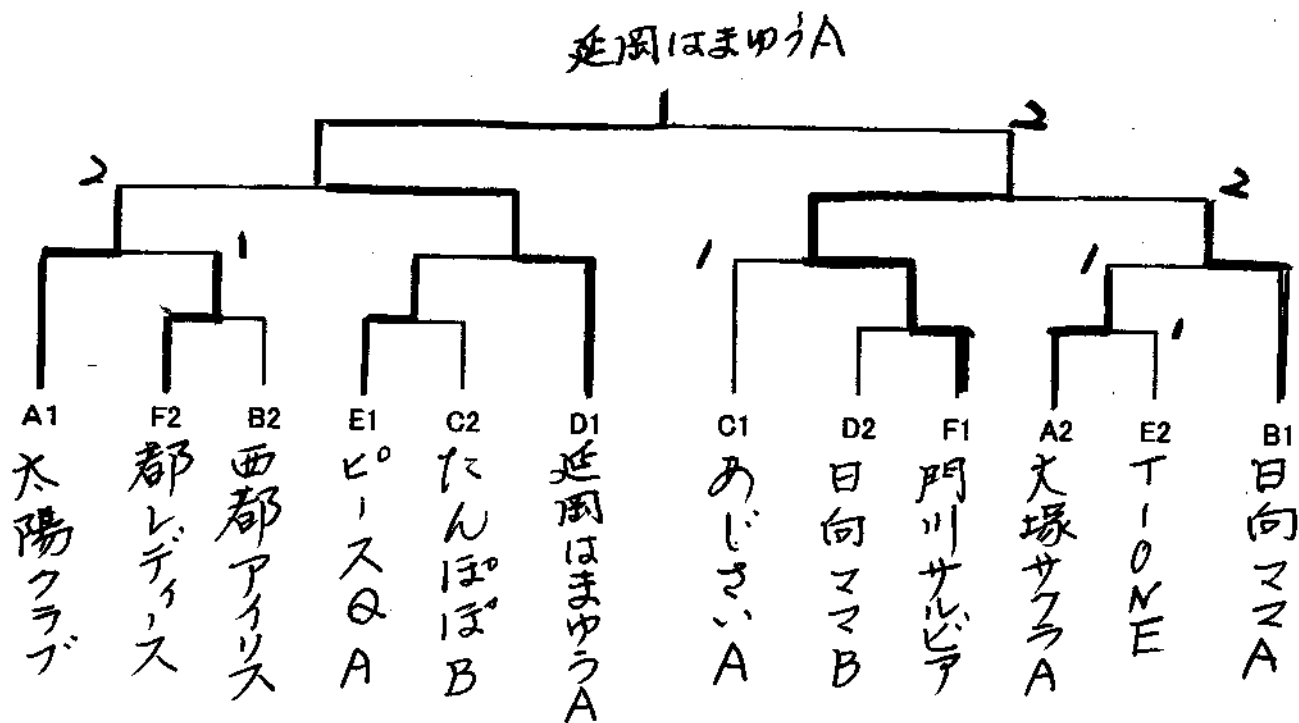 延岡はまゆうA
2
2
2
1
1
1
1
A1
F2
B2
E1
C2
D1
C1
D2
F1
A2
E2
B1
太陽クラブ
都レディース
西都アイリス
ピースQA
たんぽぽB
延岡はまゆうA
あじさいA
日向ママB
門川サルビア
大塚サクラA
T-ONE
日向ママA